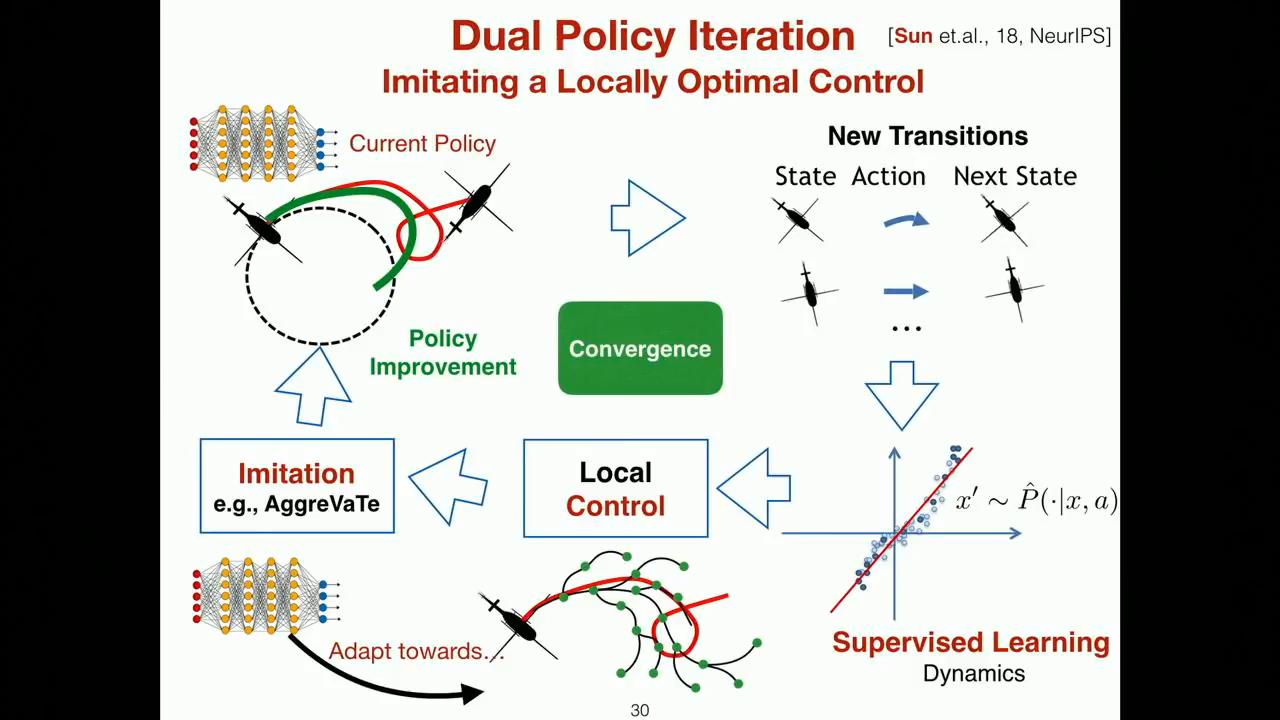 Dual Policy Iteration
[Sun et.al., 18, NeurIPS]
Imitating a Locally Optimal Control
Current Policy
New Transitions
State Action Next State
...
Policy
Improvement
Convergence
Imitation
e.g., AggreVaTe
Local
Control
x′ ∼ P̂(·|x, a)
Adapt towards...
Supervised Learning
Dynamics
30